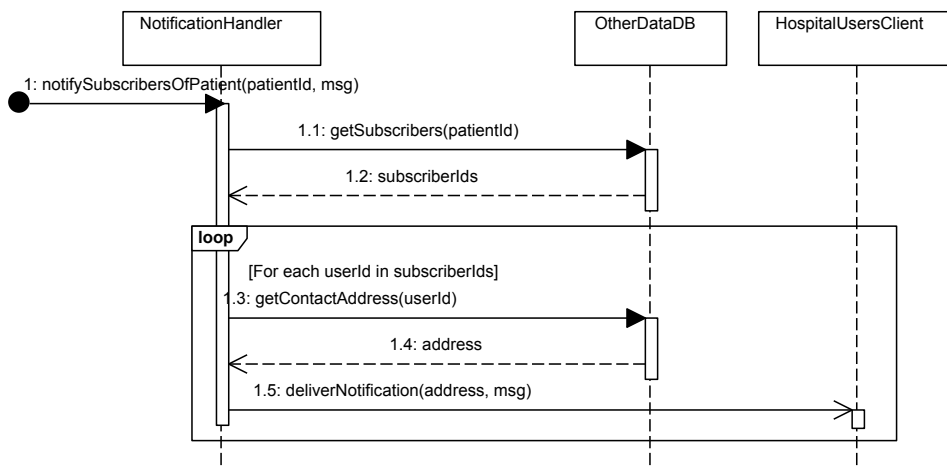 NotificationHandler
OtherDataDB
HospitalUsersClient
1: notifySubscribersOfPatient(patientId, msg)
1.1: getSubscribers(patientId)
1.2: subscriberIds
loop
[For each userId in subscriberIds]
1.3: getContactAddress(userId)
1.4: address
1.5: deliverNotification(address, msg)